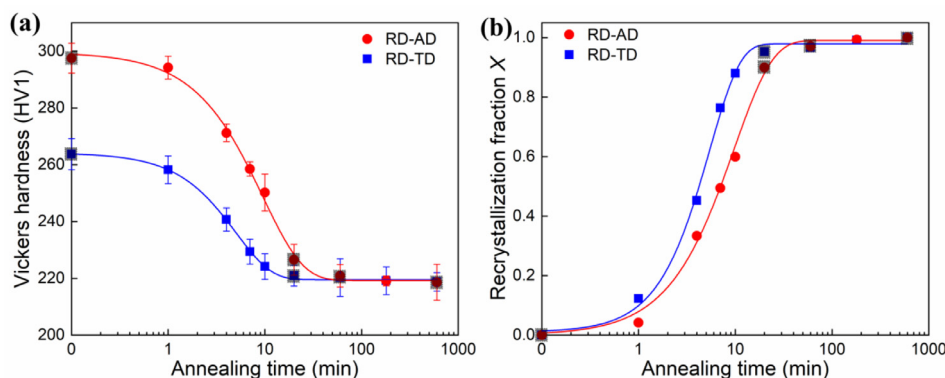 (a)
RD-AD
RD-TD
Vickers hardness (HV1)
300
280
260
240
220
200
0
1
10
100
1000
Annealing time (min)
(b)
RD-AD
RD-TD
Recrystallization fraction X
1.0
0.8
0.6
0.4
0.2
0.0
0
1
10
100
1000
Annealing time (min)